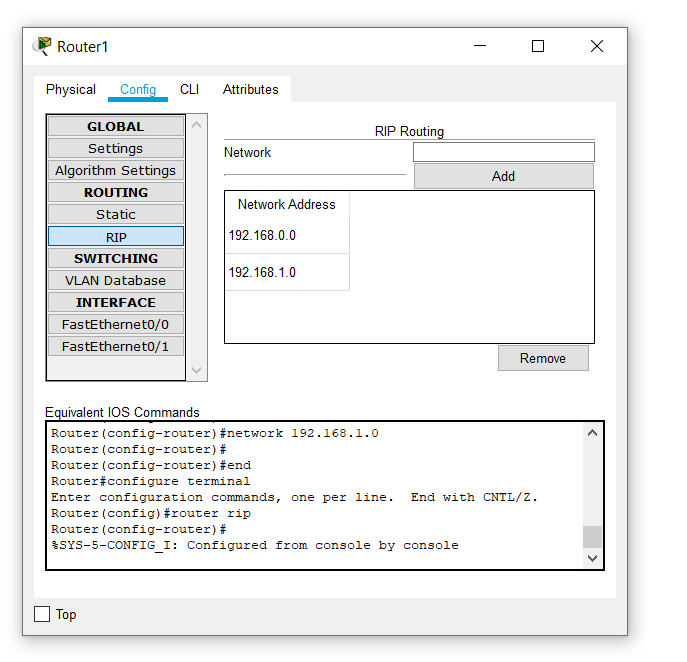 Router1
Physical Config CLI Attributes
GLOBAL
Settings
Algorithm Settings
ROUTING
Static
RIP
SWITCHING
VLAN Database
INTERFACE
FastEthernet0/0
FastEthernet0/1
RIP Routing
Network
Add
Network Address
192.168.0.0
192.168.1.0
Remove
Equivalent IOS Commands
Router(config-router)#network 192.168.1.0
Router(config-router)#
Router(config-router)#end
Router#configure terminal
Enter configuration commands, one per line.  End with CNTL/Z.
Router(config)#router rip
Router(config-router)#
%SYS-5-CONFIG_I: Configured from console by console
Top